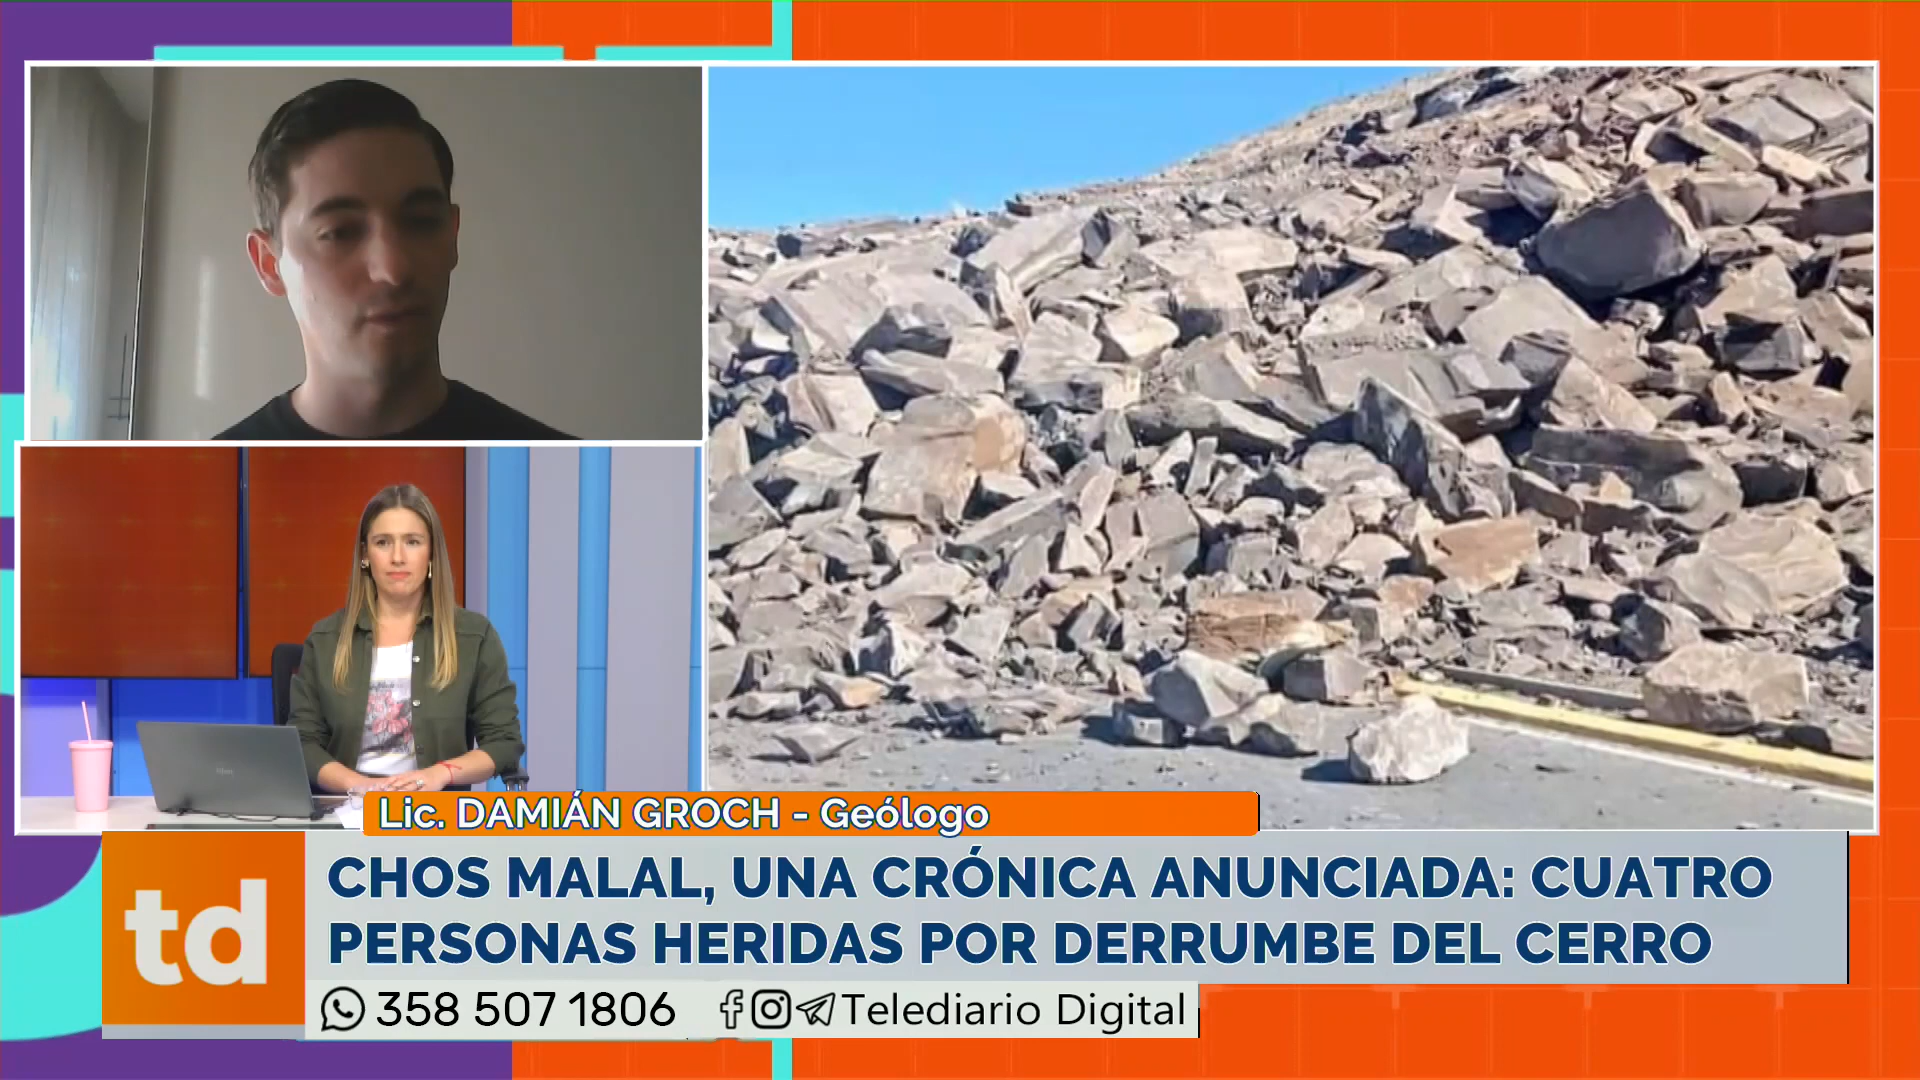 Lic. DAMIÁN GROCH - Geólogo
CHOS MALAL, UNA CRÓNICA ANUNCIADA: CUATRO
PERSONAS HERIDAS POR DERRUMBE DEL CERRO
td
358 507 1806 Telediario Digital